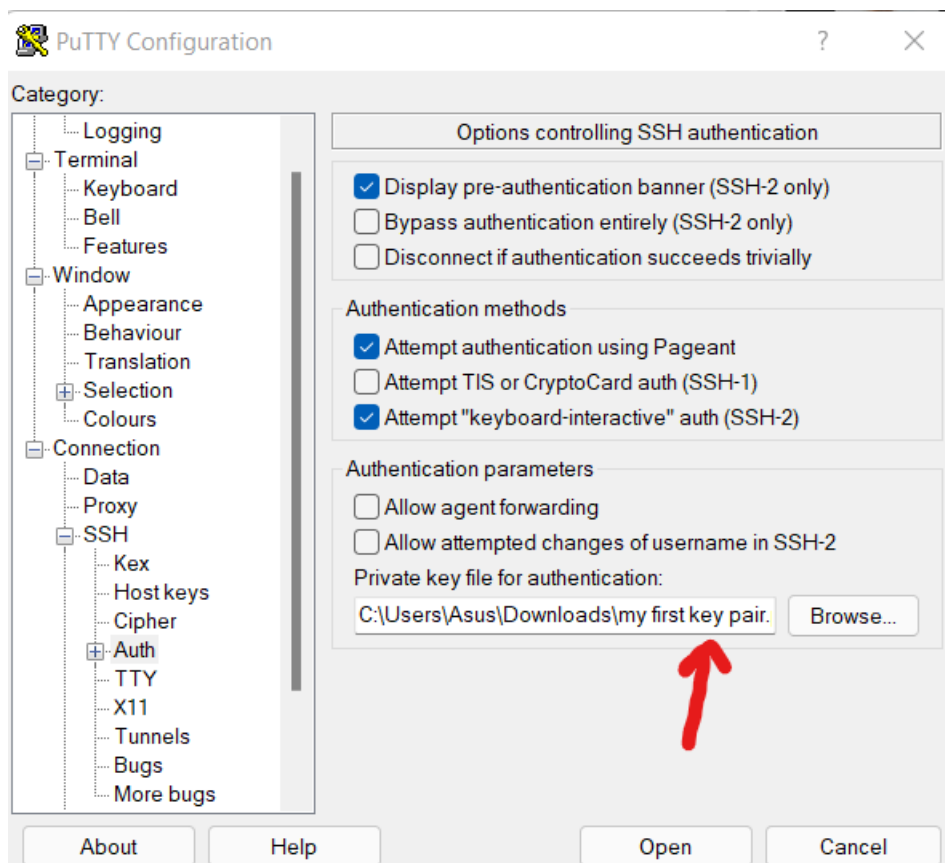 PuTTY Configuration
?
Category:
Logging
Terminal
Keyboard
Bell
Features
Window
Appearance
Behaviour
Translation
Selection
Colours
Connection
Data
Proxy
SSH
Kex
Host keys
Cipher
Auth
TTY
X11
Tunnels
Bugs
More bugs
Options controlling SSH authentication
Display pre-authentication banner (SSH-2 only)
Bypass authentication entirely (SSH-2 only)
Disconnect if authentication succeeds trivially
Authentication methods
Attempt authentication using Pageant
Attempt TIS or CryptoCard auth (SSH-1)
Attempt "keyboard-interactive" auth (SSH-2)
Authentication parameters
Allow agent forwarding
Allow attempted changes of username in SSH-2
Private key file for authentication:
C:\Users\Asus\Downloads\my first key pair.
Browse...
About
Help
Open
Cancel